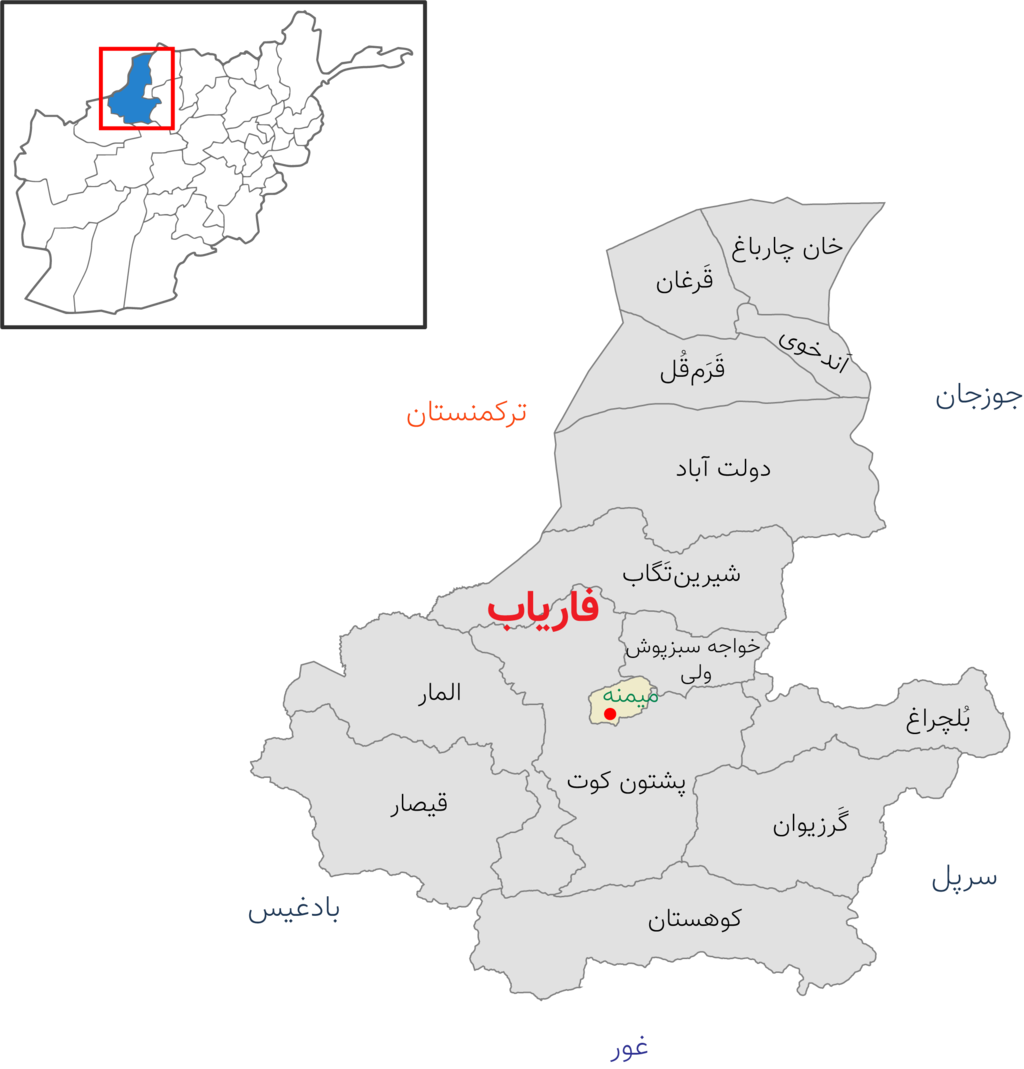 خان چارباغ
قَرغان
آندخوی
قَرَم‌قُل
جوزجان
ترکمنستان
دولت آباد
شیرین‌تَگاب
فاریاب
خواجه سبزپوش
ولی
المار
میمنه
بُلچراغ
پشتون کوت
قیصار
گَرزیوان
سرپل
بادغیس
کوهستان
غور